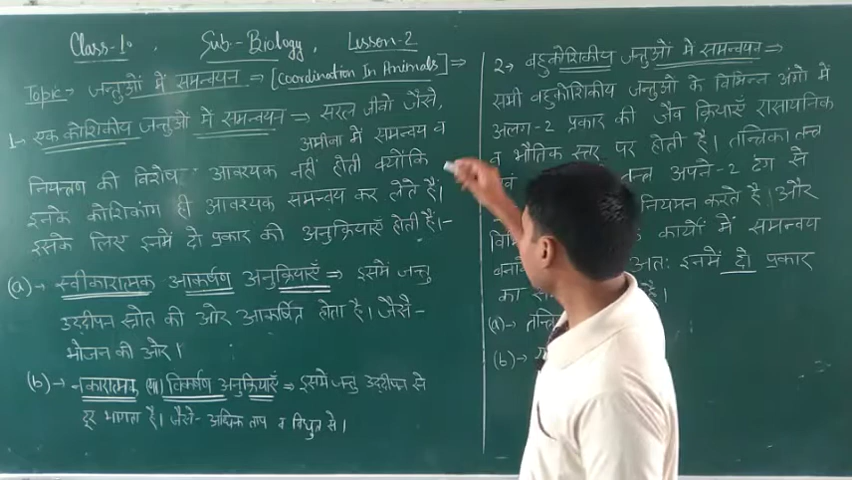 Class-10, Sub-Biology, Lesson-2
Topic-> जन्तुओं में समन्वयन => [Coordination In Animals] =>
1-> एक कोशिकीय जन्तुओं में समन्वयन => सरल जीवों जैसे,
अमीबा में समन्वय व
नियन्त्रण की विशेष आवश्यक नहीं होती क्योंकि
इनके कोशिकांग ही आवश्यक समन्वय कर लेते है।
इसके लिए इनमें दो प्रकार की अनुक्रियाएँ होती हैं।-
(a)-> स्वीकारात्मक आकर्षण अनुक्रियाएँ => इसमें जन्तु
उद्दीपन स्त्रोत की ओर आकर्षित होता है। जैसे-
भोजन की ओर।
(b)-> नकारात्मक विकर्षण अनुक्रियाएँ => इसमें जन्तु उद्दीपन से
दूर भागता है। जैसे- अधिक ताप व विधुत से।
2-> बहुकोशिकीय जन्तुओं में समन्वयन =>
सभी बहुकोशिकीय जन्तुओं के विभिन्न अंगो में
अलग-2 प्रकार की जैव क्रियाएँ रासायनिक
व भौतिक स्तर पर होती है। तन्त्रिका तन्त्र
तन्त्र अपने-2 ढंग से
नियमन करते है। और
कार्यो में समन्वय
बनाते अतः इनमें दो प्रकार
का है।
(a)->
(b)->